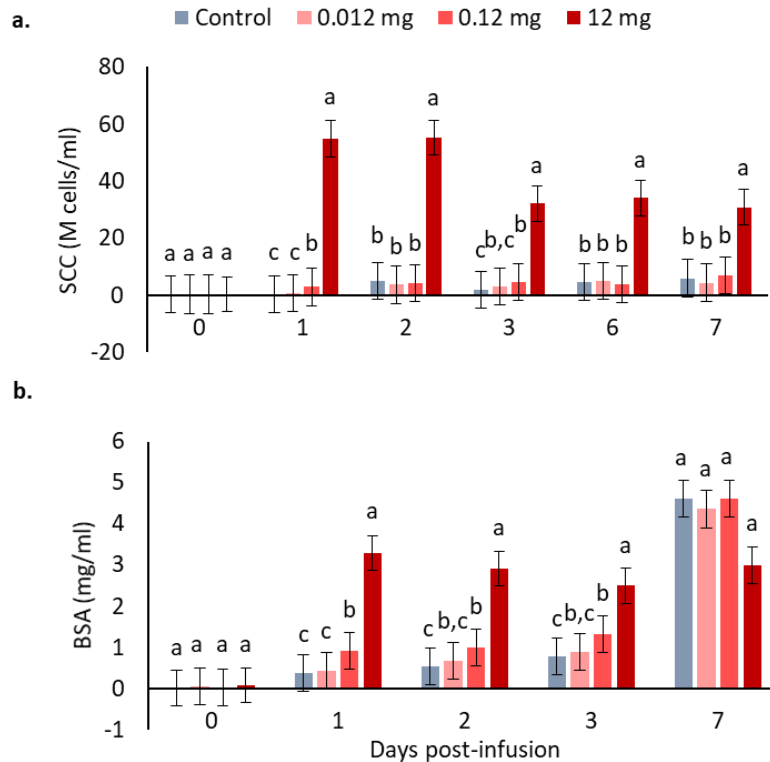 a.
Control 0.012 mg 0.12 mg 12 mg
SCC (M cells/ml)
80
60
40
20
0
-20
a a a a
c c b a
b b b a
c b,c b a
b b b a
b b b a
0 1 2 3 6 7
b.
BSA (mg/ml)
6
5
4
3
2
1
0
-1
a a a a
c c b a
c b,c b a
c b,c b a
a a a a
0 1 2 3 7
Days post-infusion